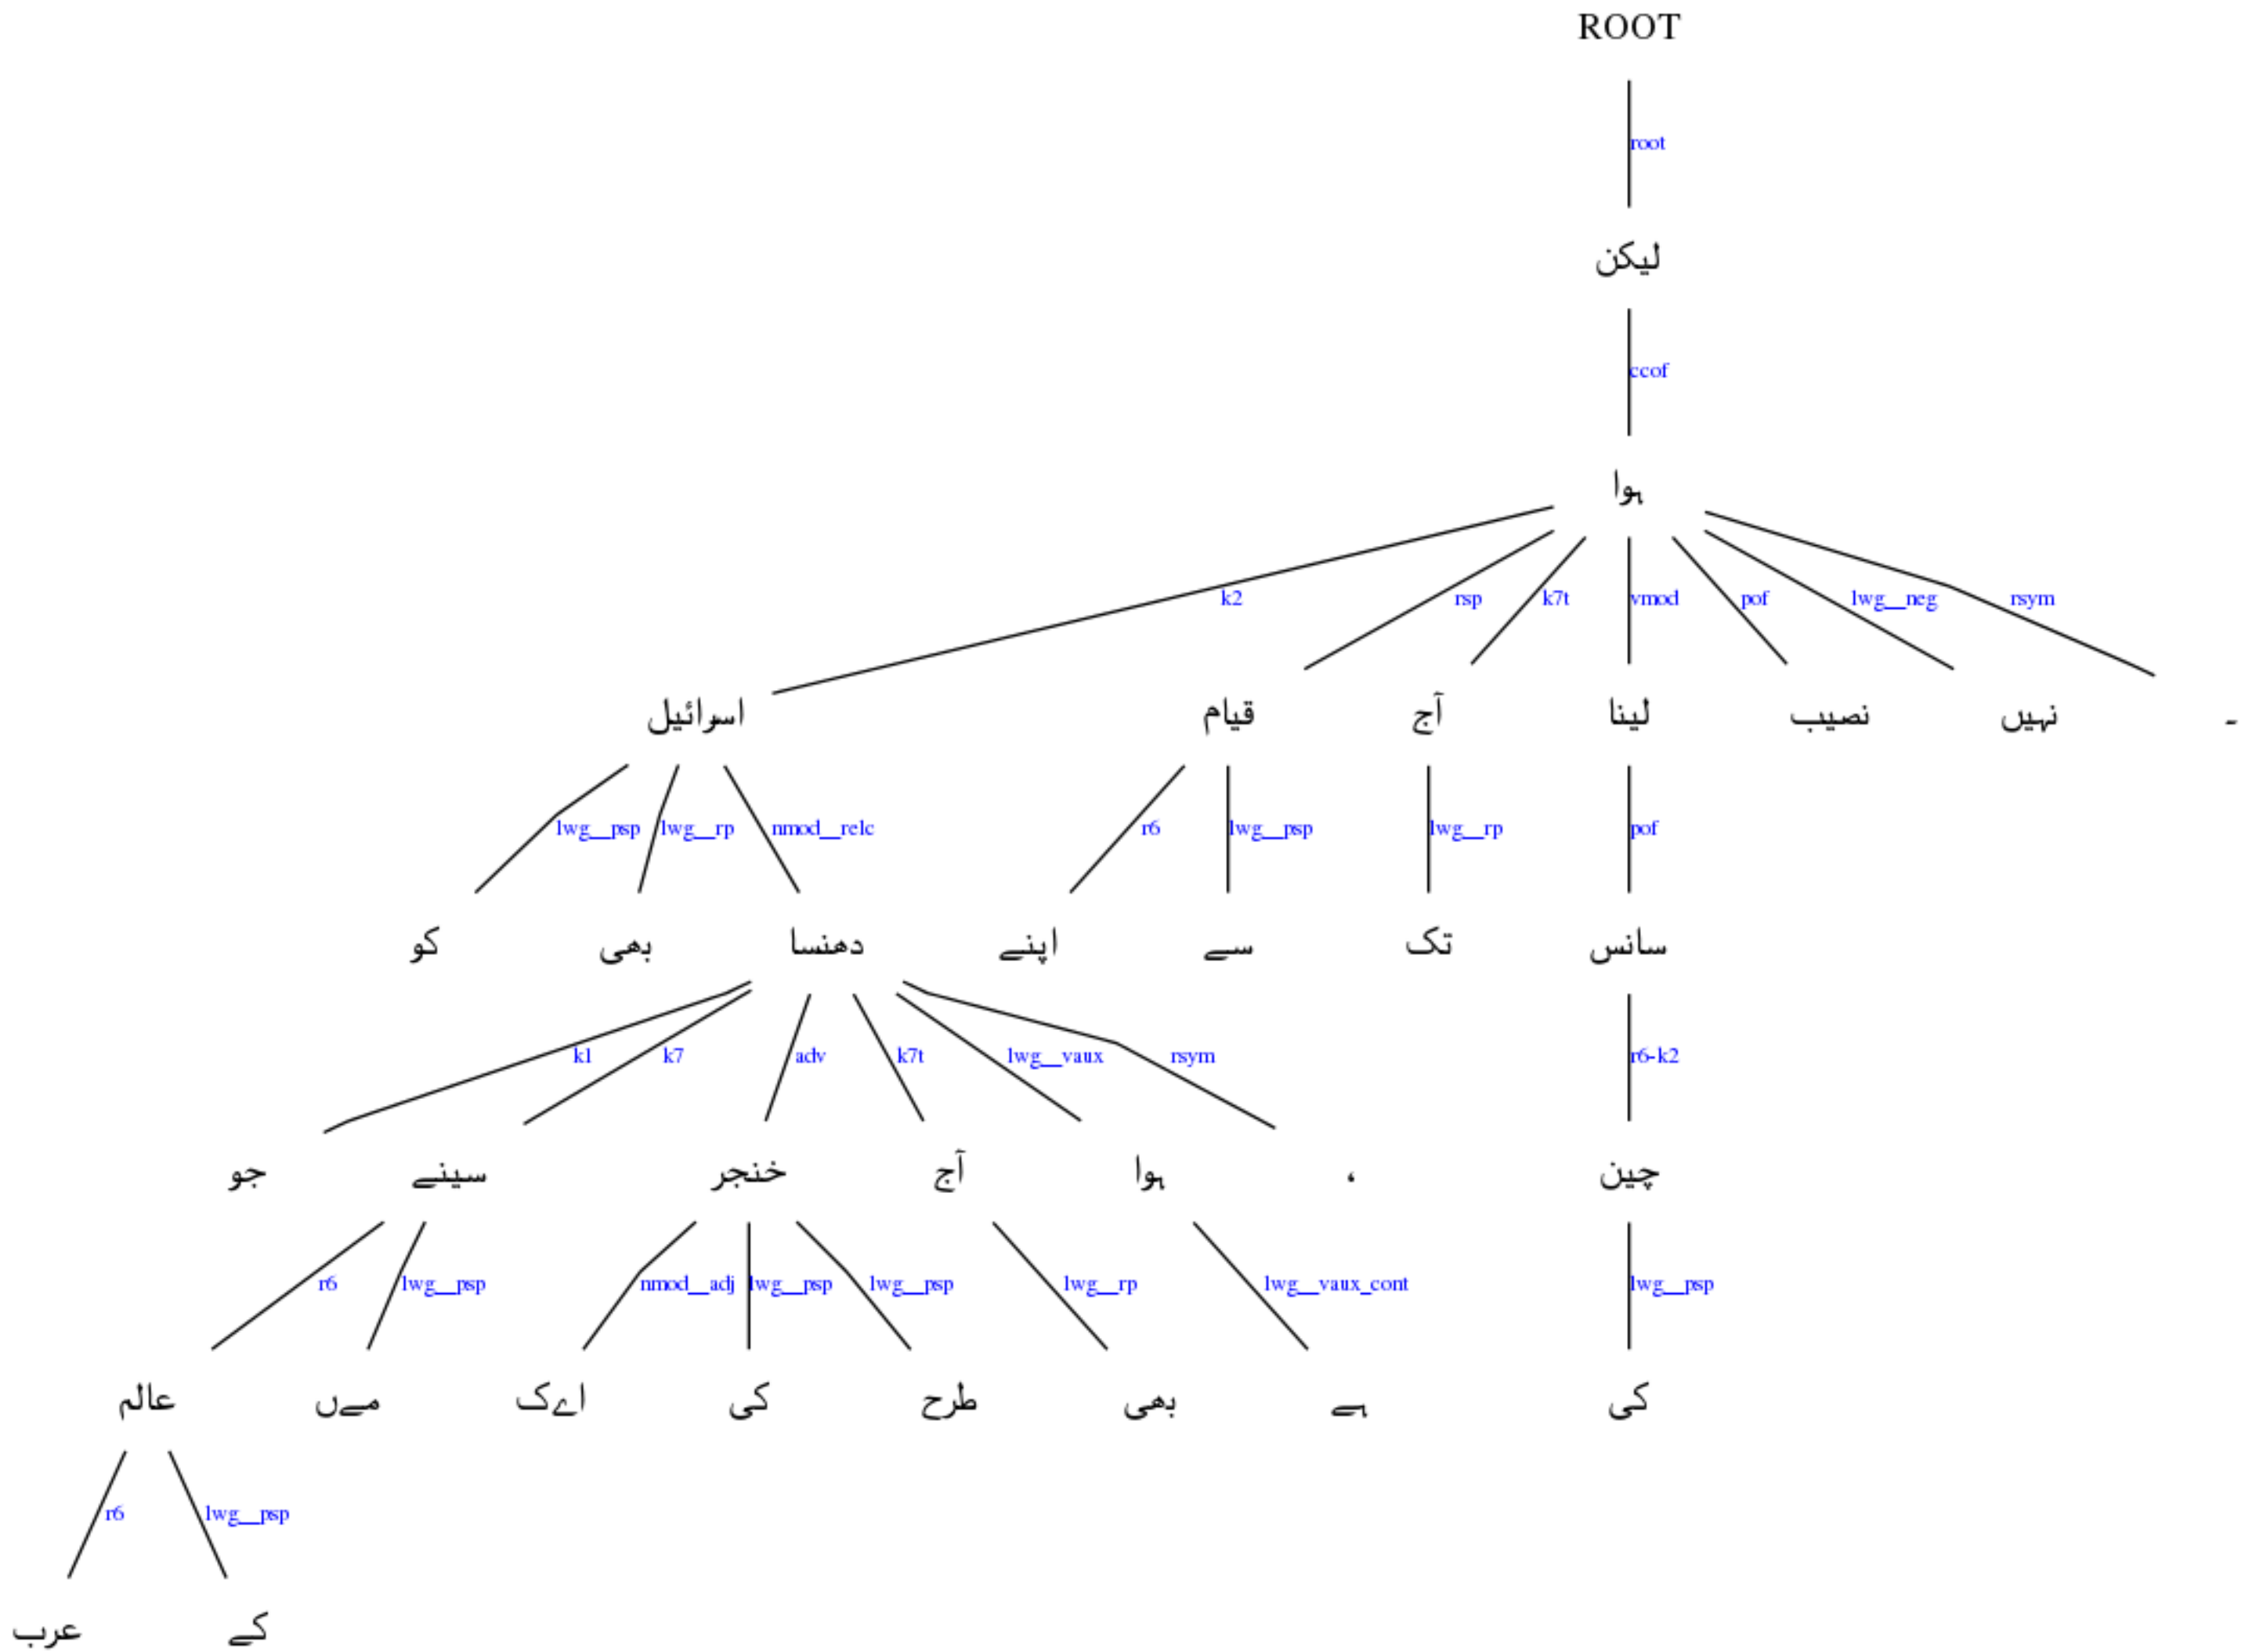 ROOT
root
لیکن
ccof
ہوا
k2 rsp k7t vmod pof lwg__neg rsym
اسرائیل قیام آج لینا نصیب نہیں ۔
lwg__psp lwg__rp nmod__relc r6 lwg__psp lwg__rp pof
کو بھی دھنسا اپنے سے تک سانس
k1 k7 adv k7t lwg__vaux rsym r6-k2
جو سینے خنجر آج ہوا ، چین
r6 lwg__psp nmod__adj lwg__psp lwg__psp lwg__rp lwg__vaux_cont lwg__psp
عالم مےں اےک کی طرح بھی ہے کی
r6 lwg__psp
عرب کے